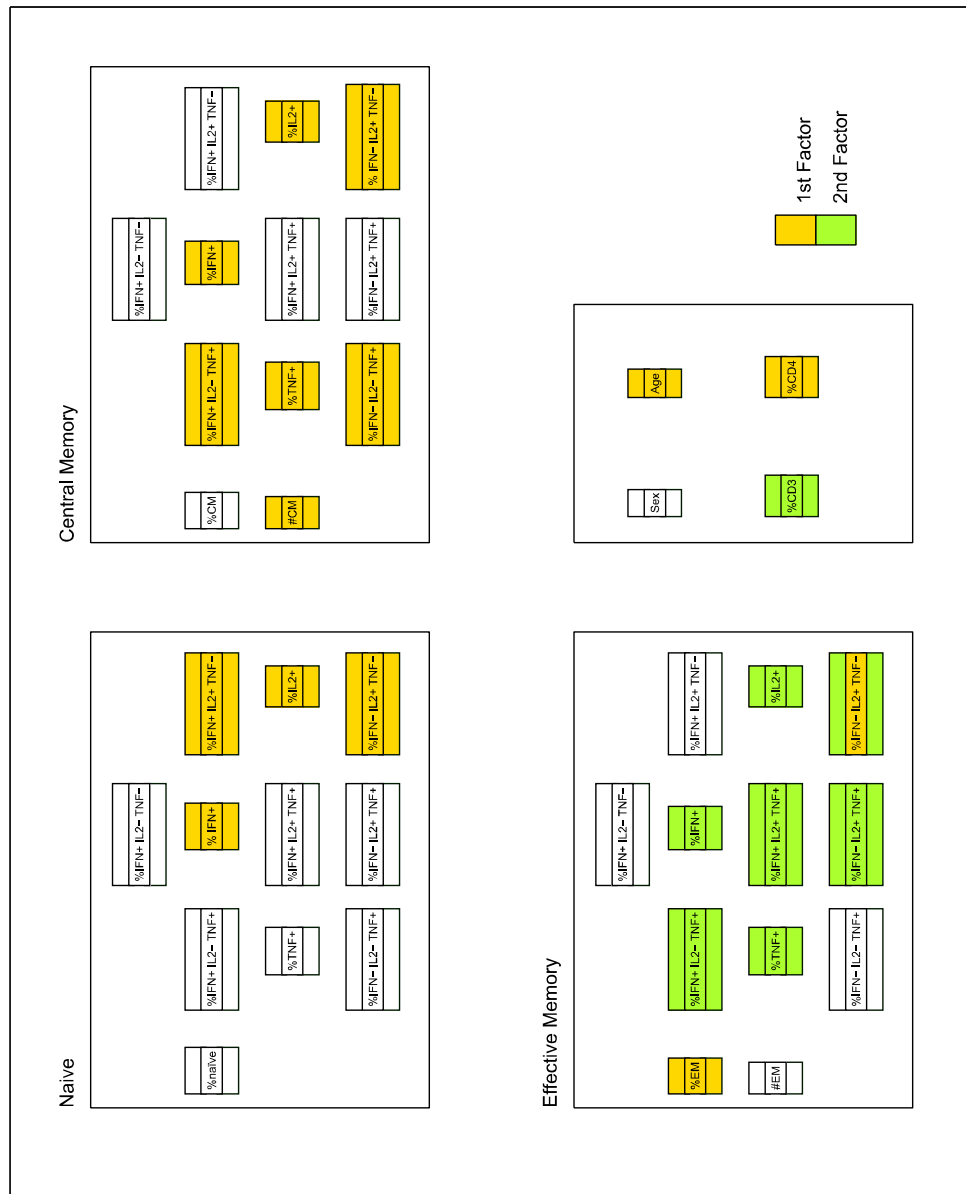 Naive
%IFN+ IL2− TNF−
%naïve
%IFN+ IL2− TNF+
% IFN+
%IFN+ IL2+ TNF−
%TNF+
%IFN+ IL2+ TNF+
%IL2+
%IFN− IL2− TNF+
%IFN− IL2+ TNF+
%IFN− IL2+ TNF−
Central Memory
%IFN+ IL2− TNF−
%CM
%IFN+ IL2− TNF+
%IFN+
%IFN+ IL2+ TNF−
#CM
%TNF+
%IFN+ IL2+ TNF+
%IL2+
%IFN− IL2− TNF+
%IFN− IL2+ TNF+
% IFN− IL2+ TNF−
Effective Memory
%IFN+ IL2− TNF−
%EM
%IFN+ IL2− TNF+
%IFN+
%IFN+ IL2+ TNF−
#EM
%TNF+
%IFN+ IL2+ TNF+
%IL2+
%IFN− IL2− TNF+
%IFN− IL2+ TNF+
%IFN− IL2+ TNF−
Sex
Age
%CD3
%CD4
1st Factor
2nd Factor